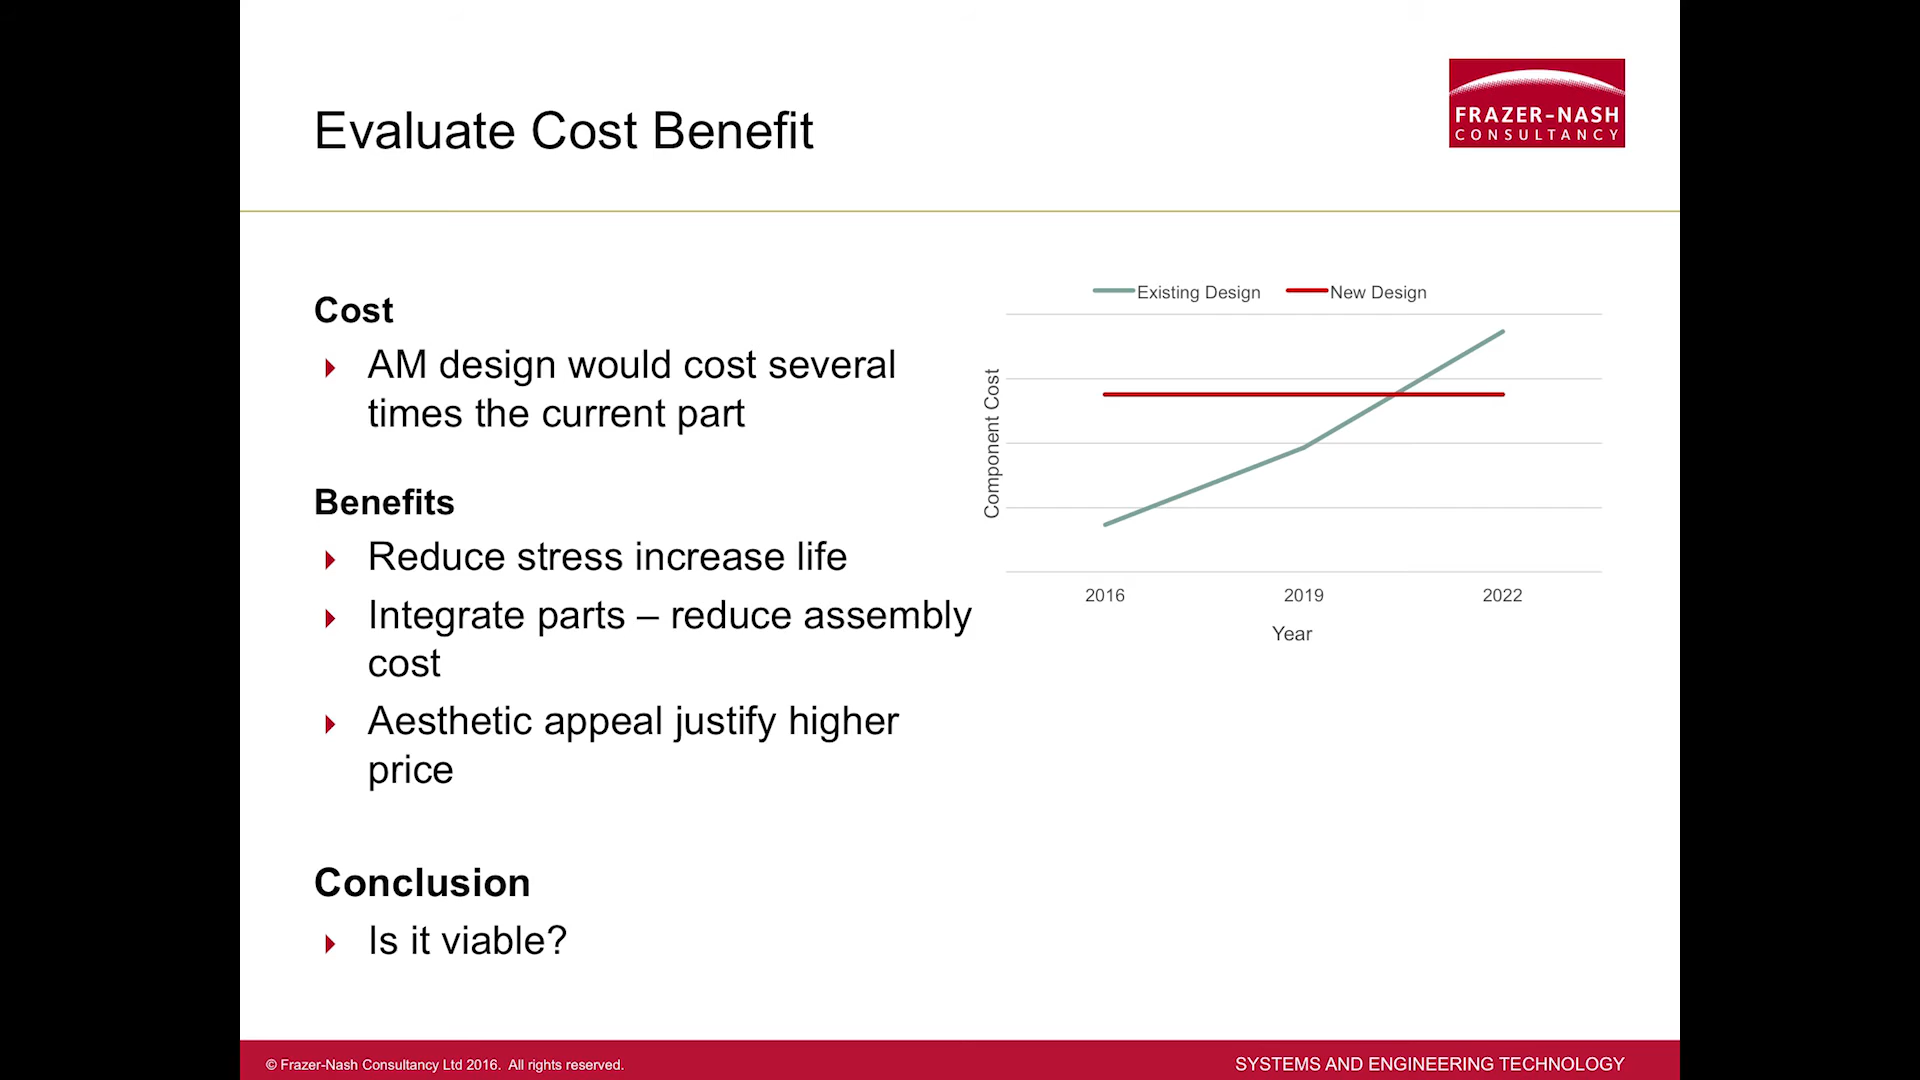 Evaluate Cost Benefit
FRAZER-NASH
CONSULTANCY
Cost
AM design would cost several
times the current part
Benefits
Reduce stress increase life
Integrate parts – reduce assembly
cost
Aesthetic appeal justify higher
price
Conclusion
Is it viable?
Existing Design
New Design
Component Cost
2016
2019
2022
Year
© Frazer-Nash Consultancy Ltd 2016.  All rights reserved.
SYSTEMS AND ENGINEERING TECHNOLOGY